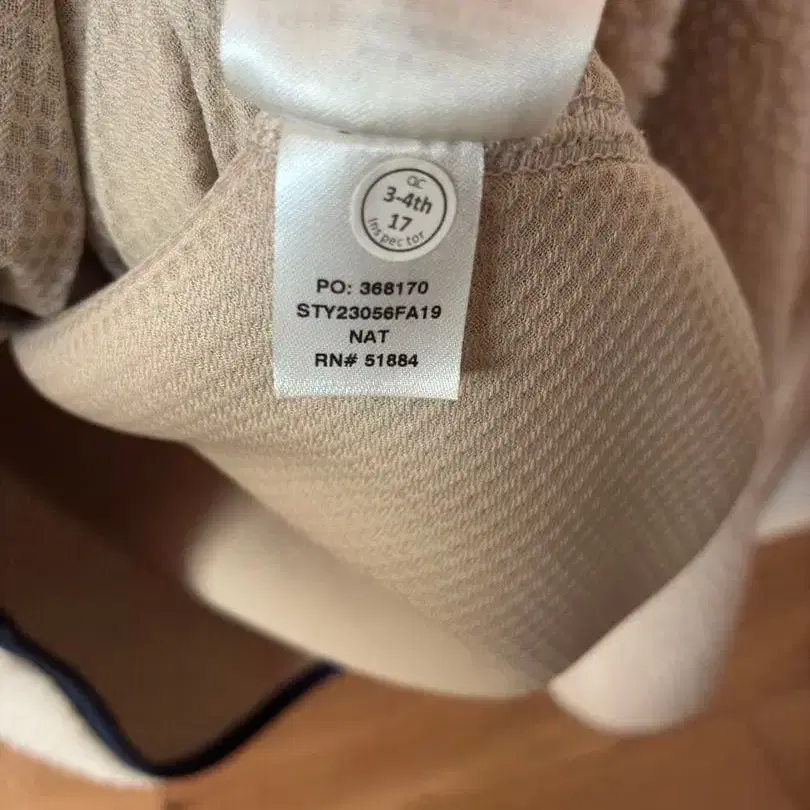 QC
3-4th
17
Inspector
PO: 368170
STY23056FA19
NAT
RN# 51884